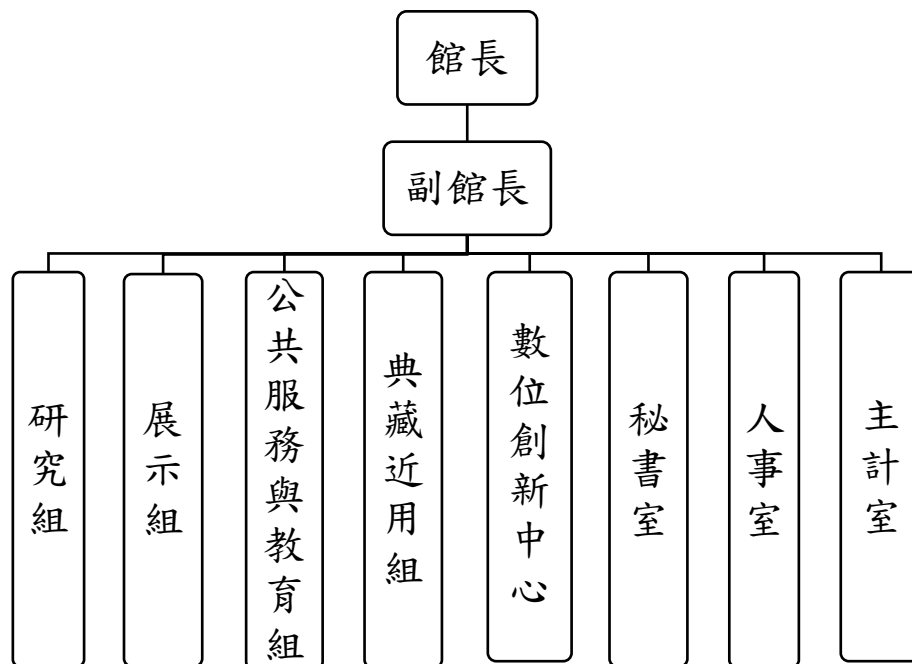 館長
副館長
研究組
展示組
公共服務與教育組
典藏近用組
數位創新中心
秘書室
人事室
主計室